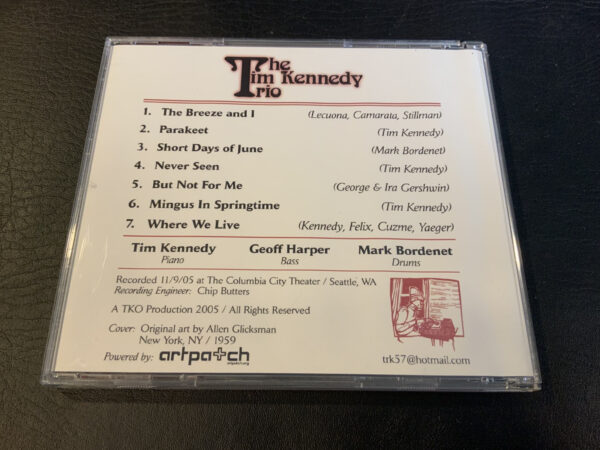 The
Tim Kennedy
Trio
1. The Breeze and I (Lecuona, Camarata, Stillman)
2. Parakeet (Tim Kennedy)
3. Short Days of June (Mark Bordenet)
4. Never Seen (Tim Kennedy)
5. But Not For Me (George & Ira Gershwin)
6. Mingus In Springtime (Tim Kennedy)
7. Where We Live (Kennedy, Felix, Cuzme, Yaeger)
Tim Kennedy Geoff Harper Mark Bordenet
Piano Bass Drums
Recorded 11/9/05 at The Columbia City Theater / Seattle, WA
Recording Engineer: Chip Butters
A TKO Production 2005 / All Rights Reserved
Cover: Original art by Allen Glicksman
New York, NY / 1959
Powered by: artpatch
trk57@hotmail.com